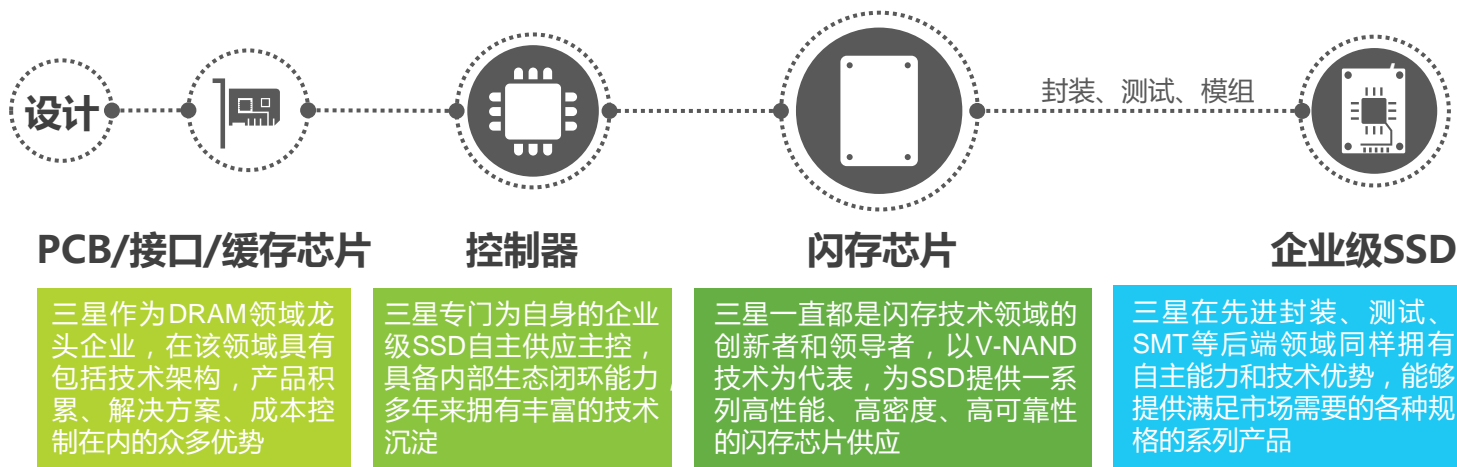 设计
封装、测试、模组
PCB/接口/缓存芯片
控制器
闪存芯片
企业级SSD
三星作为DRAM领域龙
头企业，在该领域具有
包括技术架构，产品积
累、解决方案、成本控
制在内的众多优势
三星专门为自身的企业
级SSD自主供应主控，
具备内部生态闭环能力，
多年来拥有丰富的技术
沉淀
三星一直都是闪存技术领域的
创新者和领导者，以V-NAND
技术为代表，为SSD提供一系
列高性能、高密度、高可靠性
的闪存芯片供应
三星在先进封装、测试、
SMT等后端领域同样拥有
自主能力和技术优势，能够
提供满足市场需要的各种规
格的系列产品